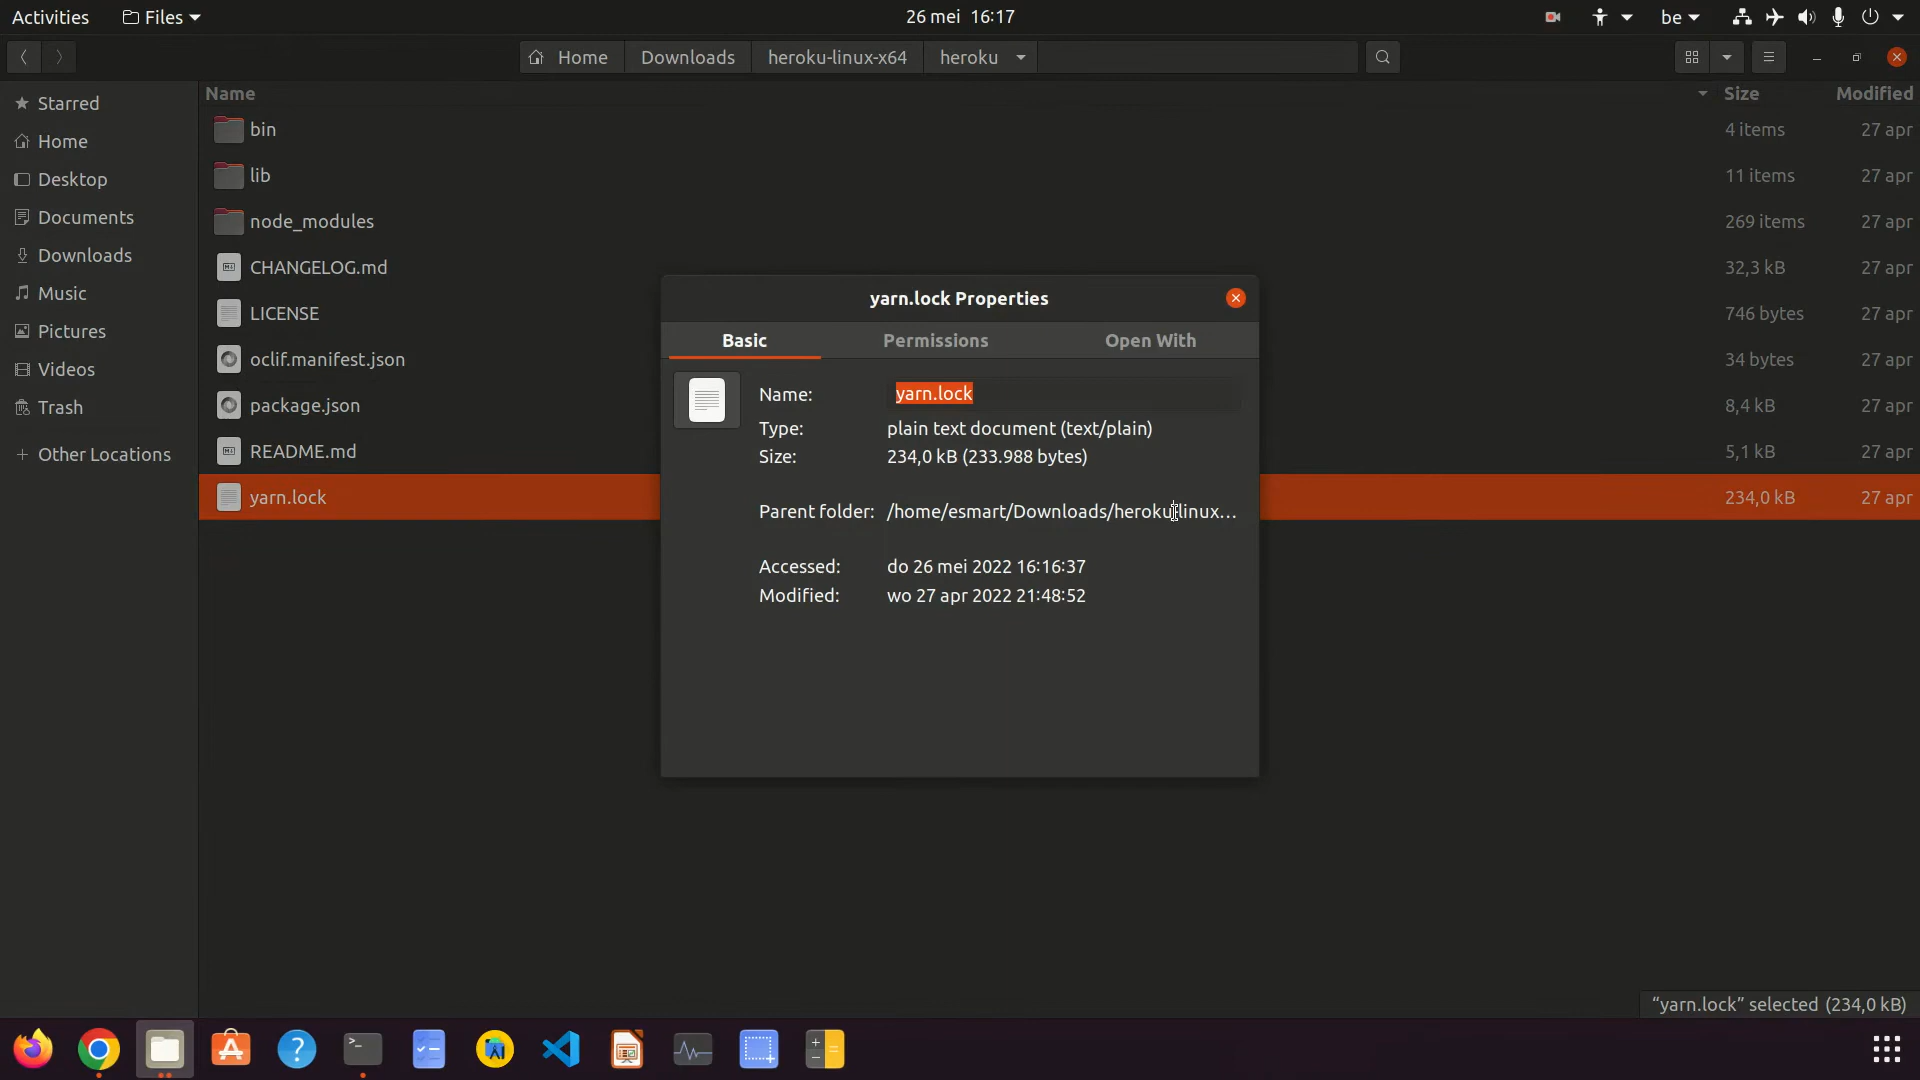 Activities Files 26 mei 16:17 be
Home Downloads heroku-linux-x64 heroku
Starred
Home
Desktop
Documents
Downloads
Music
Pictures
Videos
Trash
Other Locations
Name Size Modified
bin 4 items 27 apr
lib 11 items 27 apr
node_modules 269 items 27 apr
CHANGELOG.md 32,3 kB 27 apr
LICENSE 746 bytes 27 apr
oclif.manifest.json 34 bytes 27 apr
package.json 8,4 kB 27 apr
README.md 5,1 kB 27 apr
yarn.lock 234,0 kB 27 apr
yarn.lock Properties
Basic Permissions Open With
Name: yarn.lock
Type: plain text document (text/plain)
Size: 234,0 kB (233.988 bytes)
Parent folder: /home/esmart/Downloads/heroku-linux…
Accessed: do 26 mei 2022 16:16:37
Modified: wo 27 apr 2022 21:48:52
“yarn.lock” selected (234,0 kB)